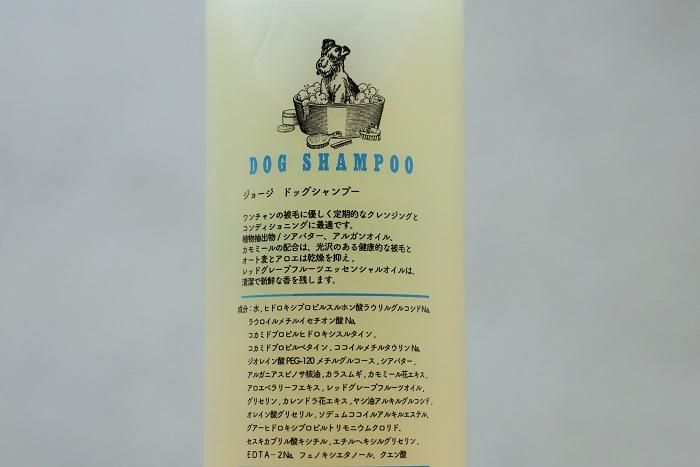 DOG SHAMPOO
ジョージ ドッグシャンプー
ワンチャンの被毛に優しく定期的なクレンジングと
コンディショニングに最適です。
植物抽出物/シアバター、アルガンオイル、
カモミールの配合は、光沢のある健康的な被毛と
オート麦とアロエは乾燥を抑え,
レッドグレープフルーツエッセンシャルオイルは、
清潔で新鮮な香を残します。
成分:水,ヒドロキシプロピルスルホン酸ラウリルグルコシドNa,
ラウロイルメチルイセチオン酸Na,
コカミドプロピルヒドロキシスルタイン,
コカミドプロピルベタイン,ココイルメチルタウリンNa,
ジオレイン酸PEG-120メチルグルコース,シアバター,
アルガニアスピノサ核油,カラスムギ,カモミール花エキス,
アロエベラリーフエキス,レッドグレープフルーツオイル,
グリセリン,カレンドラ花エキス,ヤシ油アルキルグルコシド,
オレイン酸グリセリル,ソデュムココイルアルキルエステル,
グアーヒドロキシプロピルトリモニウムクロリド、
セスキカプリル酸キシチル,エチルヘキシルグリセリン,
EDTA-2Na、フェノキシエタノール、クエン酸